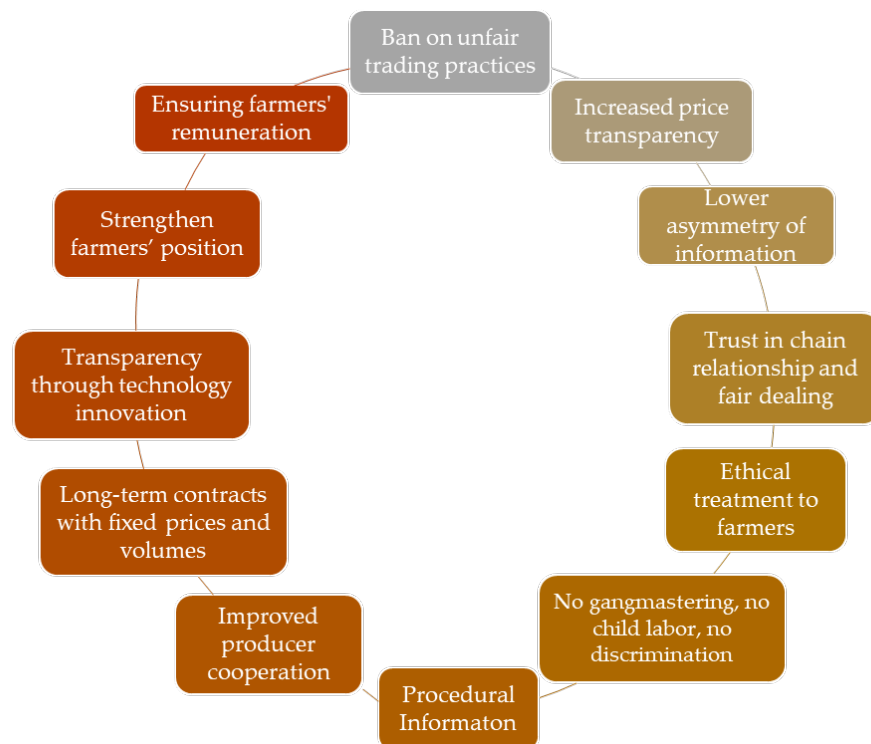 Ban on unfair
trading practices
Increased price
transparency
Lower
asymmetry of
information
Trust in chain
relationship and
fair dealing
Ethical
treatment to
farmers
No gangmastering, no
child labor, no
discrimination
Procedural
Informaton
Improved
producer
cooperation
Long-term contracts
with fixed prices and
volumes
Transparency
through technology
innovation
Strengthen
farmers’ position
Ensuring farmers'
remuneration